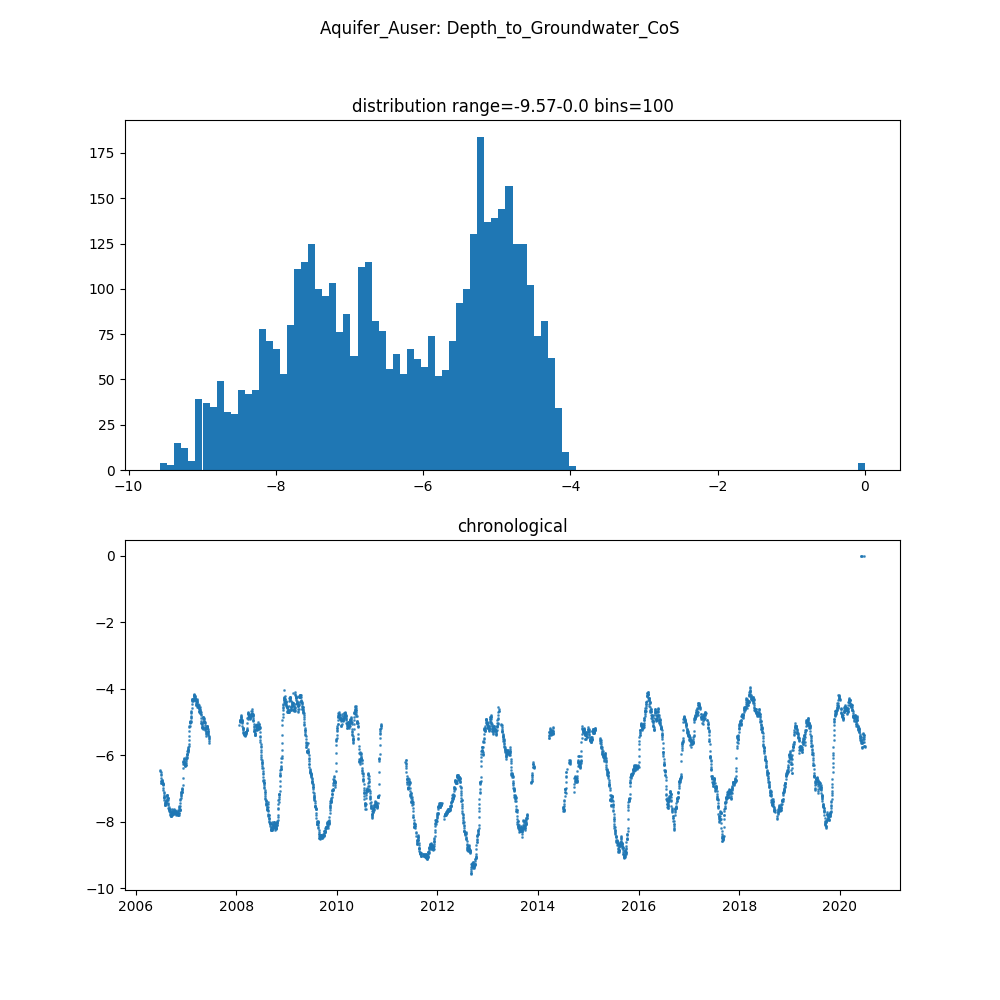 Aquifer_Auser: Depth_to_Groundwater_CoS
distribution range=-9.57-0.0 bins=100
175
150
125
100
75
50
25
0
−10 −8 −6 −4 −2 0
chronological
0
−2
−4
−6
−8
−10
2006 2008 2010 2012 2014 2016 2018 2020